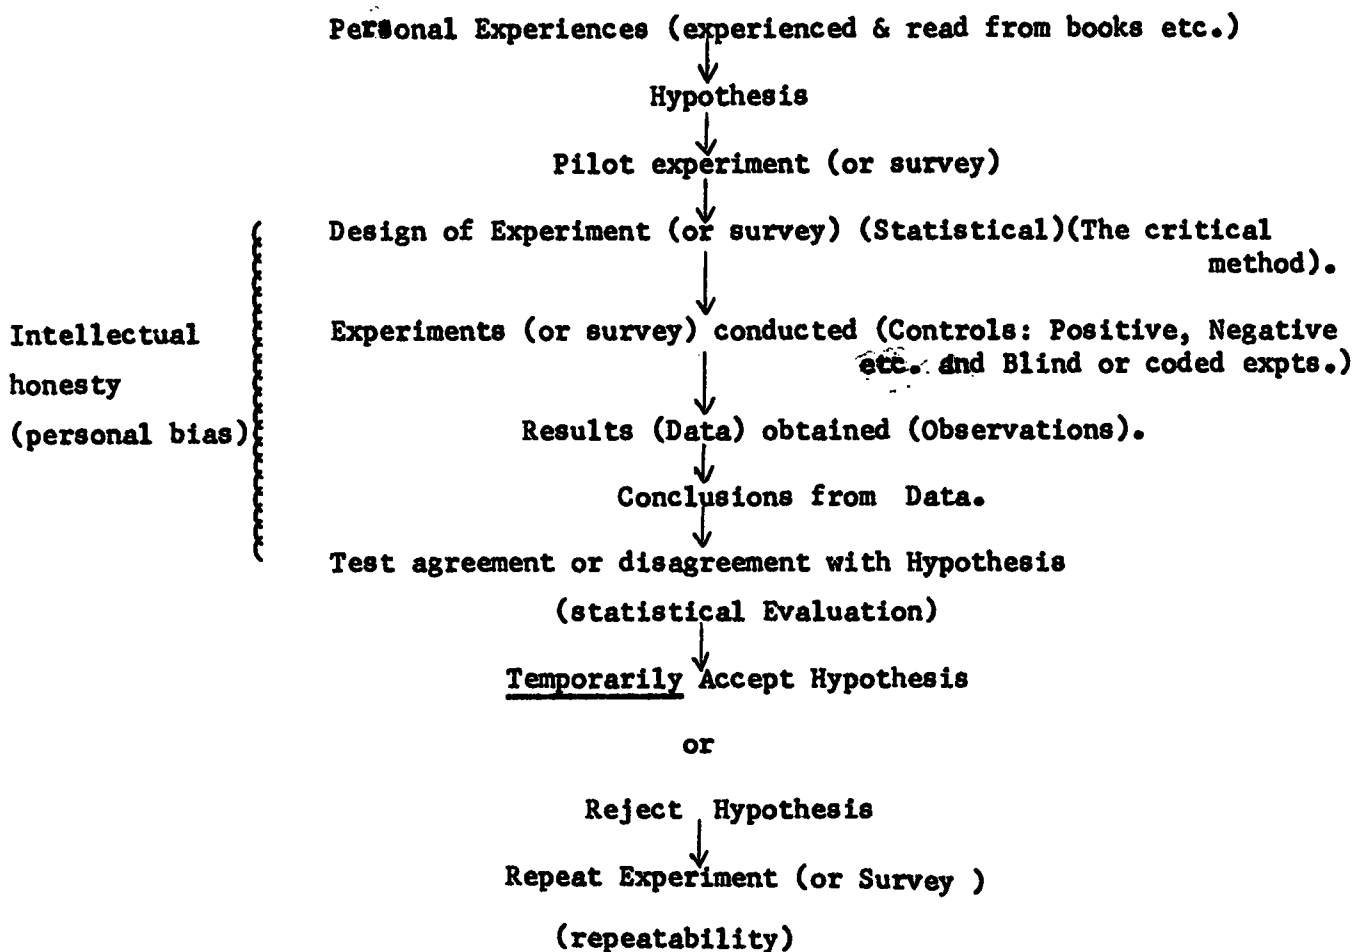 Personal Experiences (experienced & read from books etc.)
Hypothesis
Pilot experiment (or survey)
Design of Experiment (or survey) (Statistical)(The critical
method).
Intellectual
honesty
(personal bias)
Experiments (or survey) conducted (Controls: Positive, Negative
etc. and Blind or coded expts.)
Results (Data) obtained (Observations).
Conclusions from Data.
Test agreement or disagreement with Hypothesis
(statistical Evaluation)
Temporarily Accept Hypothesis
or
Reject Hypothesis
Repeat Experiment (or Survey )
(repeatability)